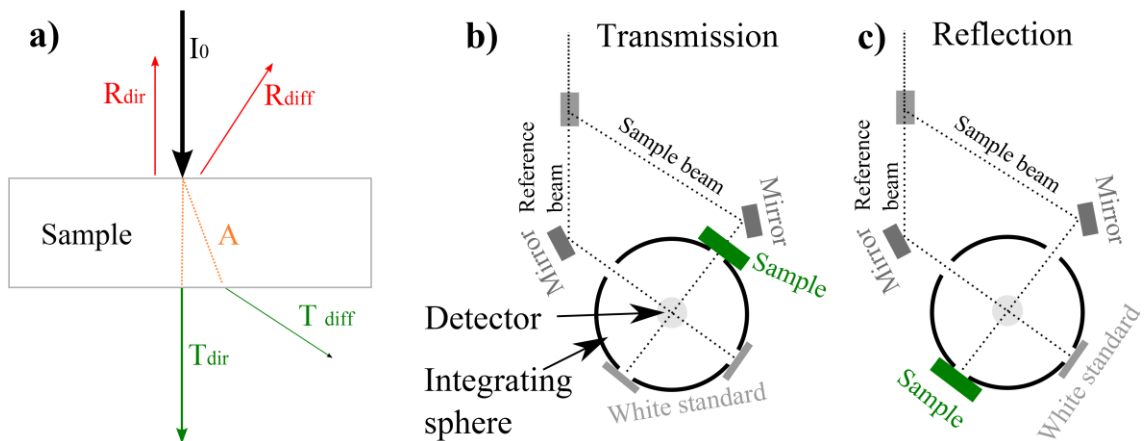 a)
I0
Rdir
Rdiff
Sample
A
T diff
Tdir
b)
Transmission
Reference
beam
Sample beam
Mirror
Mirror
Sample
Detector
Integrating
sphere
White standard
c)
Reflection
Reference
beam
Sample beam
Mirror
Mirror
Sample
White standard